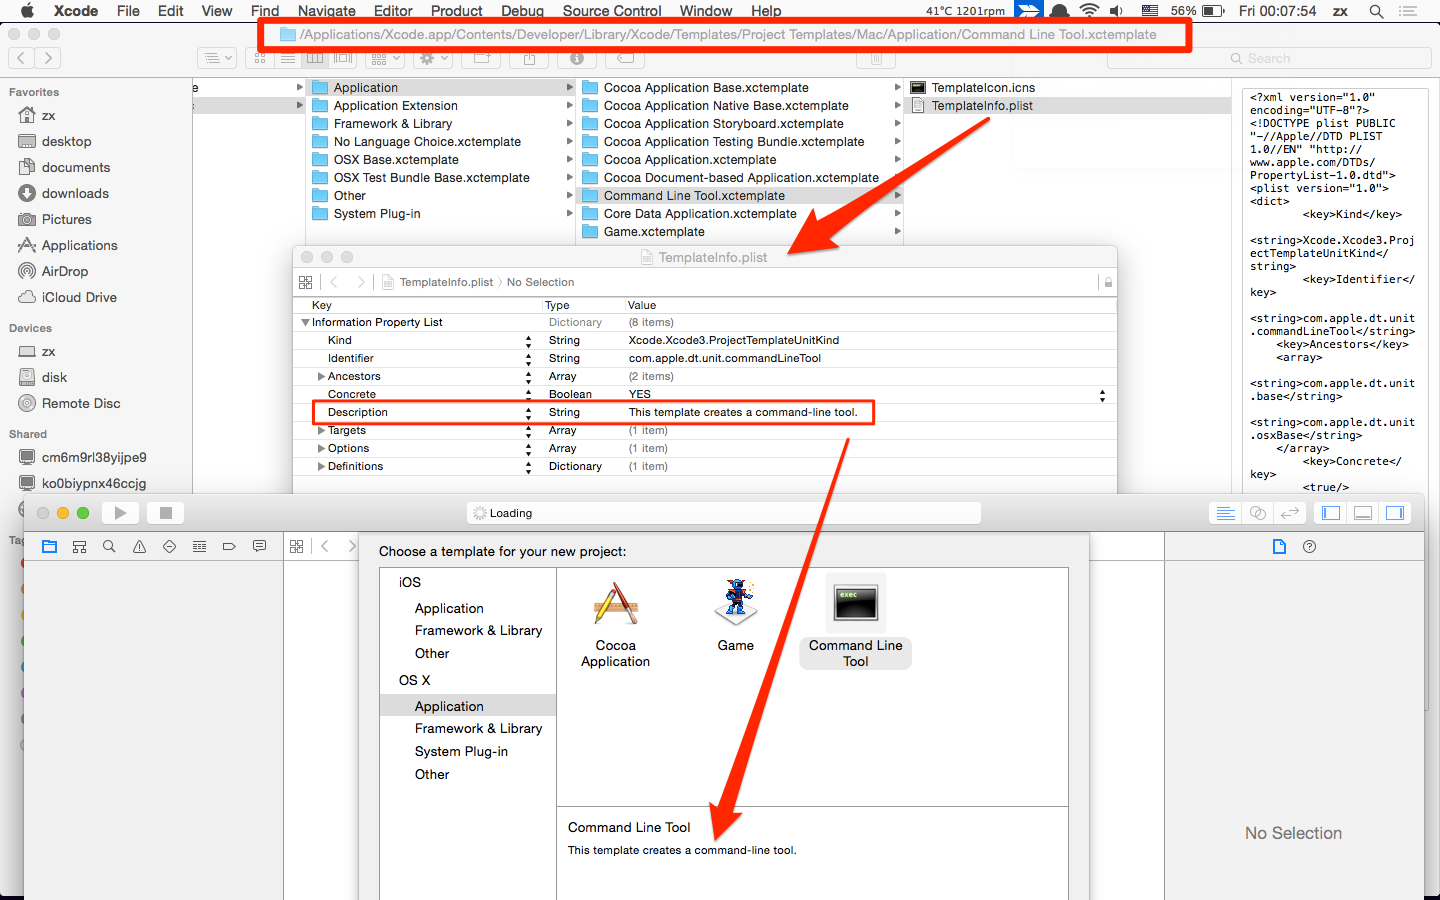 Xcode File Edit View Find Navigate Editor Product Debug Source Control Window Help 41°C 1201rpm 56% Fri 00:07:54 zx
/Applications/Xcode.app/Contents/Developer/Library/Xcode/Templates/Project Templates/Mac/Application/Command Line Tool.xctemplate
Search
Favorites
zx
desktop
documents
downloads
Pictures
Applications
AirDrop
iCloud Drive
Devices
zx
disk
Remote Disc
Shared
cm6m9rl38yijpe9
ko0biypnx46ccjg
Application
Application Extension
Framework & Library
No Language Choice.xctemplate
OSX Base.xctemplate
OSX Test Bundle Base.xctemplate
Other
System Plug-in
Cocoa Application Base.xctemplate
Cocoa Application Native Base.xctemplate
Cocoa Application Storyboard.xctemplate
Cocoa Application Testing Bundle.xctemplate
Cocoa Application.xctemplate
Cocoa Document-based Application.xctemplate
Command Line Tool.xctemplate
Core Data Application.xctemplate
Game.xctemplate
TemplateIcon.icns
TemplateInfo.plist
<?xml version="1.0"
encoding="UTF-8"?>
<!DOCTYPE plist PUBLIC
"-//Apple//DTD PLIST
1.0//EN" "http://
www.apple.com/DTDs/
PropertyList-1.0.dtd">
<plist version="1.0">
<dict>
<key>Kind</key>
<string>Xcode.Xcode3.Proj
ectTemplateUnitKind</
string>
<key>Identifier</
key>
<string>com.apple.dt.unit
.commandLineTool</string>
<key>Ancestors</key>
<array>
<string>com.apple.dt.unit
.base</string>
<string>com.apple.dt.unit
.osxBase</string>
</array>
<key>Concrete</
key>
<true/>
TemplateInfo.plist
TemplateInfo.plist No Selection
Key Type Value
Information Property List Dictionary (8 items)
Kind String Xcode.Xcode3.ProjectTemplateUnitKind
Identifier String com.apple.dt.unit.commandLineTool
Ancestors Array (2 items)
Concrete Boolean YES
Description String This template creates a command-line tool.
Targets Array (1 item)
Options Array (1 item)
Definitions Dictionary (1 item)
Loading
Choose a template for your new project:
iOS
Application
Framework & Library
Other
OS X
Application
Framework & Library
System Plug-in
Other
Cocoa
Application
Game
exec
Command Line
Tool
Command Line Tool
This template creates a command-line tool.
No Selection